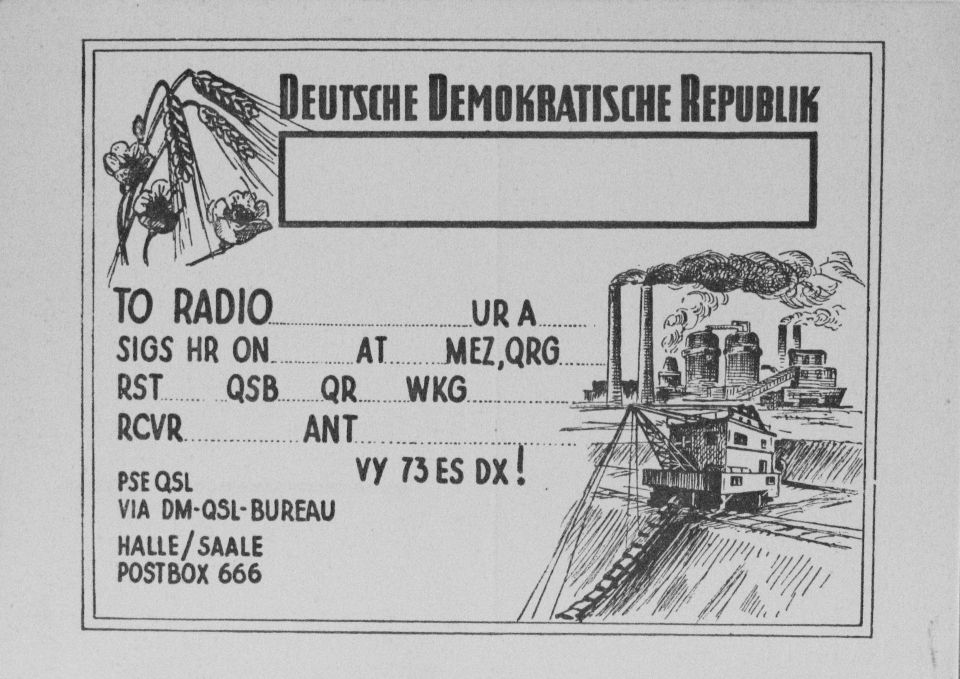 DEUTSCHE DEMOKRATISCHE REPUBLIK
TO RADIO UR A
SIGS HR ON AT MEZ, QRG
RST QSB QR WKG
RCVR ANT
VY 73 ES DX!
PSE QSL
VIA DM-QSL-BUREAU
HALLE/SAALE
POSTBOX 666